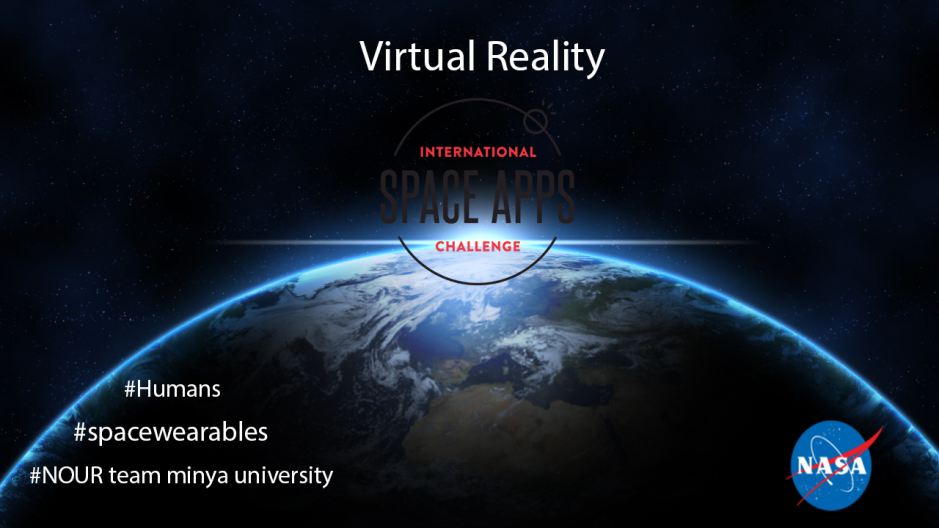 Virtual Reality
INTERNATIONAL
SPACE APPS
CHALLENGE
#Humans
#spacewearables
#NOUR team minya university
NASA